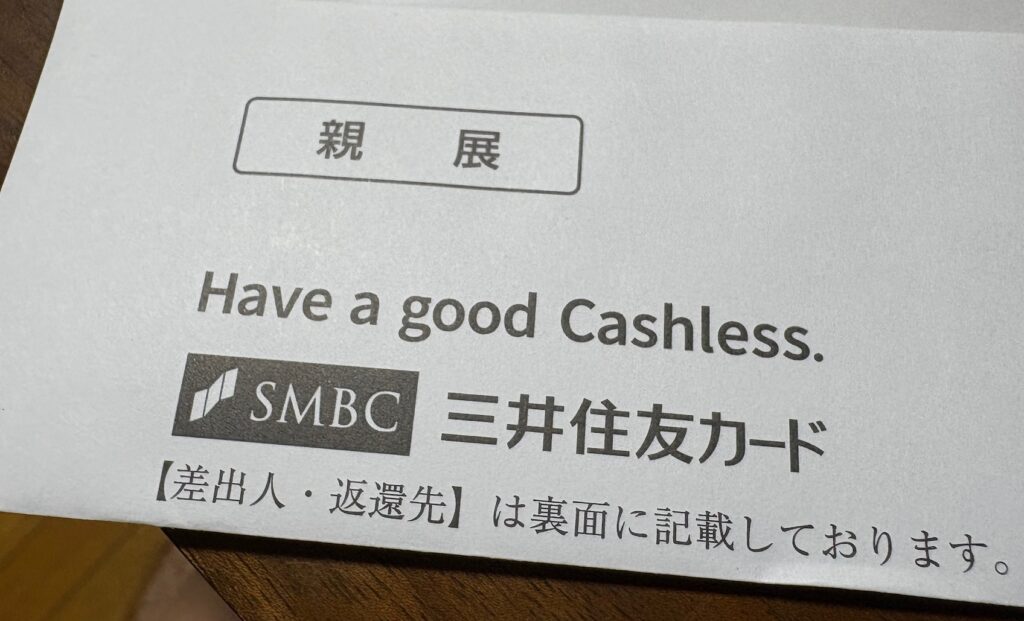 親 展
Have a good Cashless.
SMBC 三井住友カード
【差出人・返還先】は裏面に記載しております。